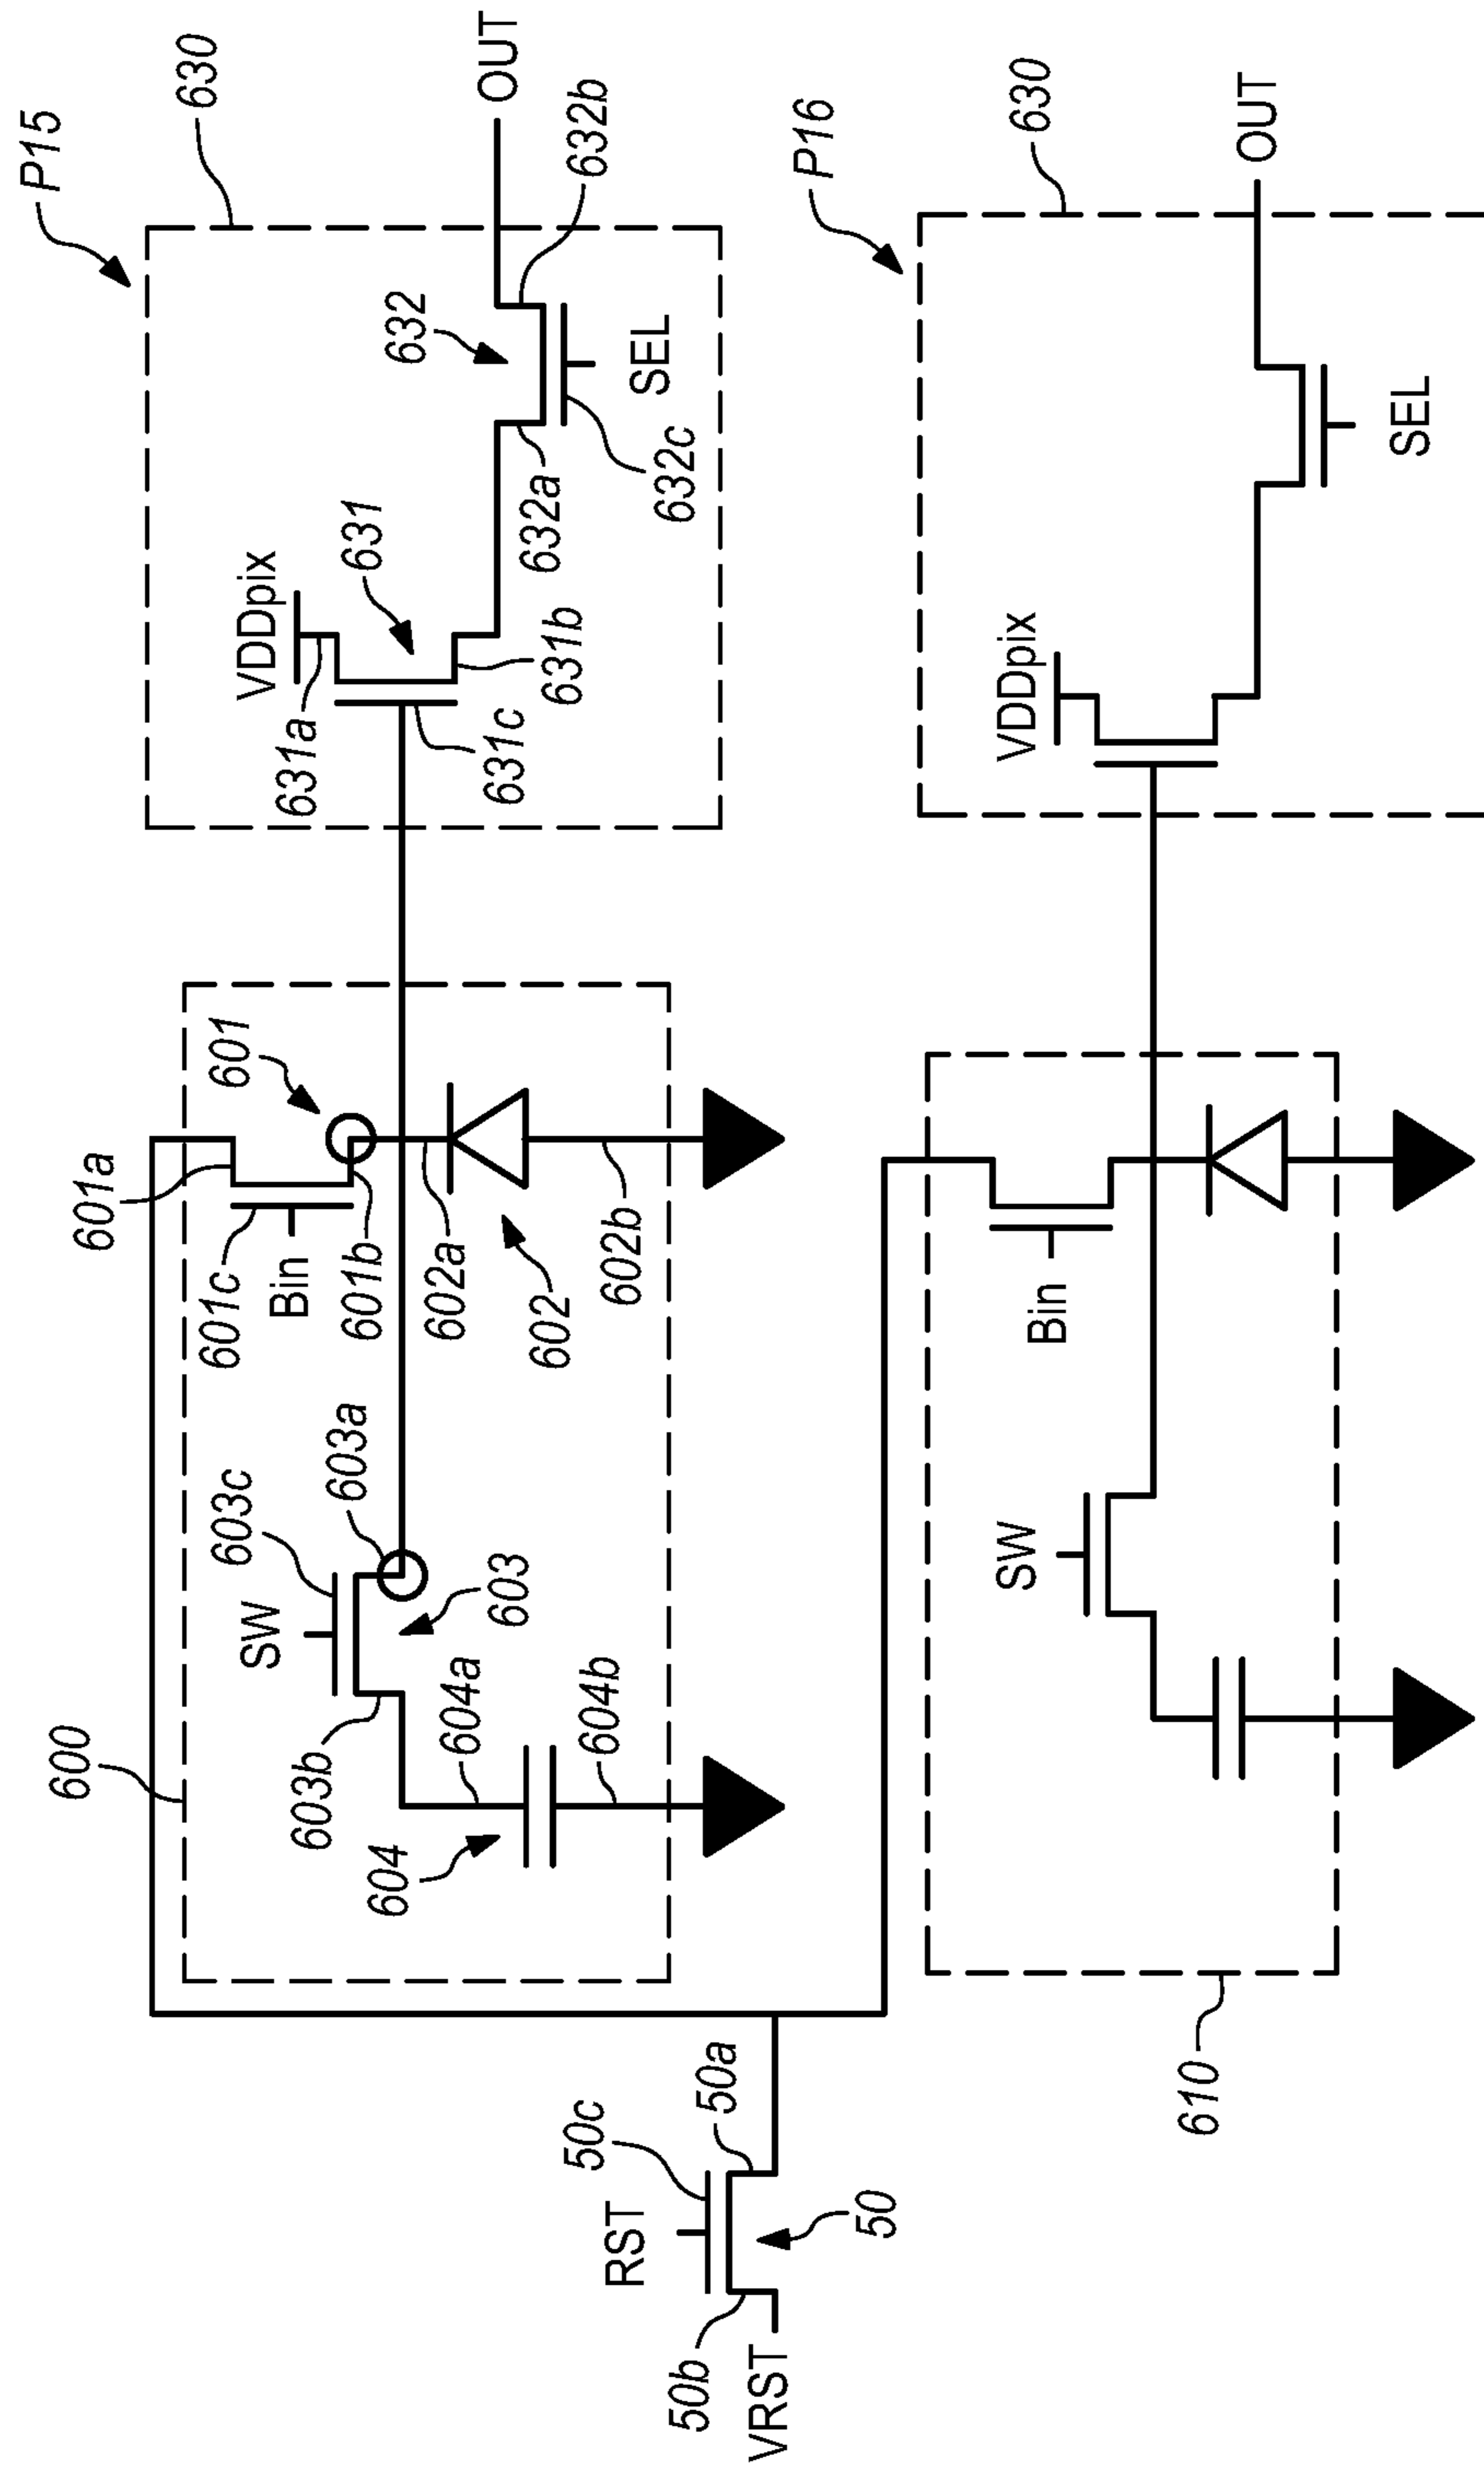 P15
630
OUT
632b
632
SEL
632c
632a
VDDpix
631
631a
631b
631c
601
601a
601c
Bin
601b
602a
602
602b
600
603c
603a
SW
603
603b
604a
604b
604
P16
630
OUT
SEL
VDDpix
Bin
SW
610
RST
50c
50a
50
50b
VRST